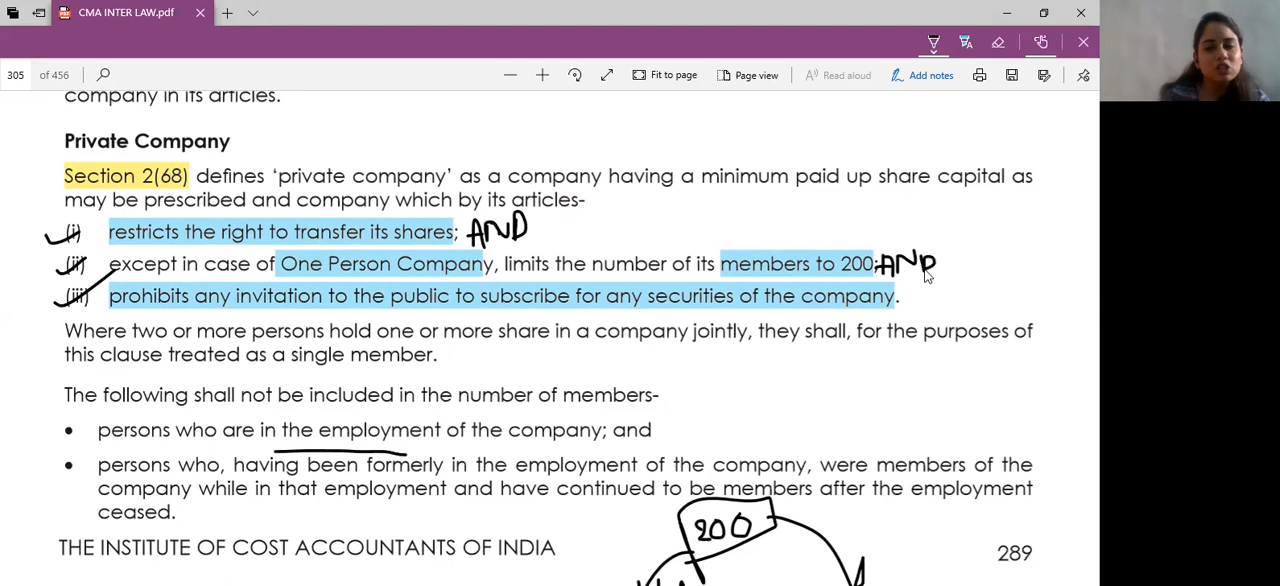 CMA INTER LAW.pdf
305 of 456 Fit to page Page view Read aloud Add notes
company in its articles.
Private Company
Section 2(68) defines ‘private company’ as a company having a minimum paid up share capital as
may be prescribed and company which by its articles-
(i) restricts the right to transfer its shares; AND
(ii) except in case of One Person Company, limits the number of its members to 200; AND
(iii) prohibits any invitation to the public to subscribe for any securities of the company.
Where two or more persons hold one or more share in a company jointly, they shall, for the purposes of
this clause treated as a single member.
The following shall not be included in the number of members-
• persons who are in the employment of the company; and
• persons who, having been formerly in the employment of the company, were members of the
company while in that employment and have continued to be members after the employment
ceased.
200
THE INSTITUTE OF COST ACCOUNTANTS OF INDIA 289